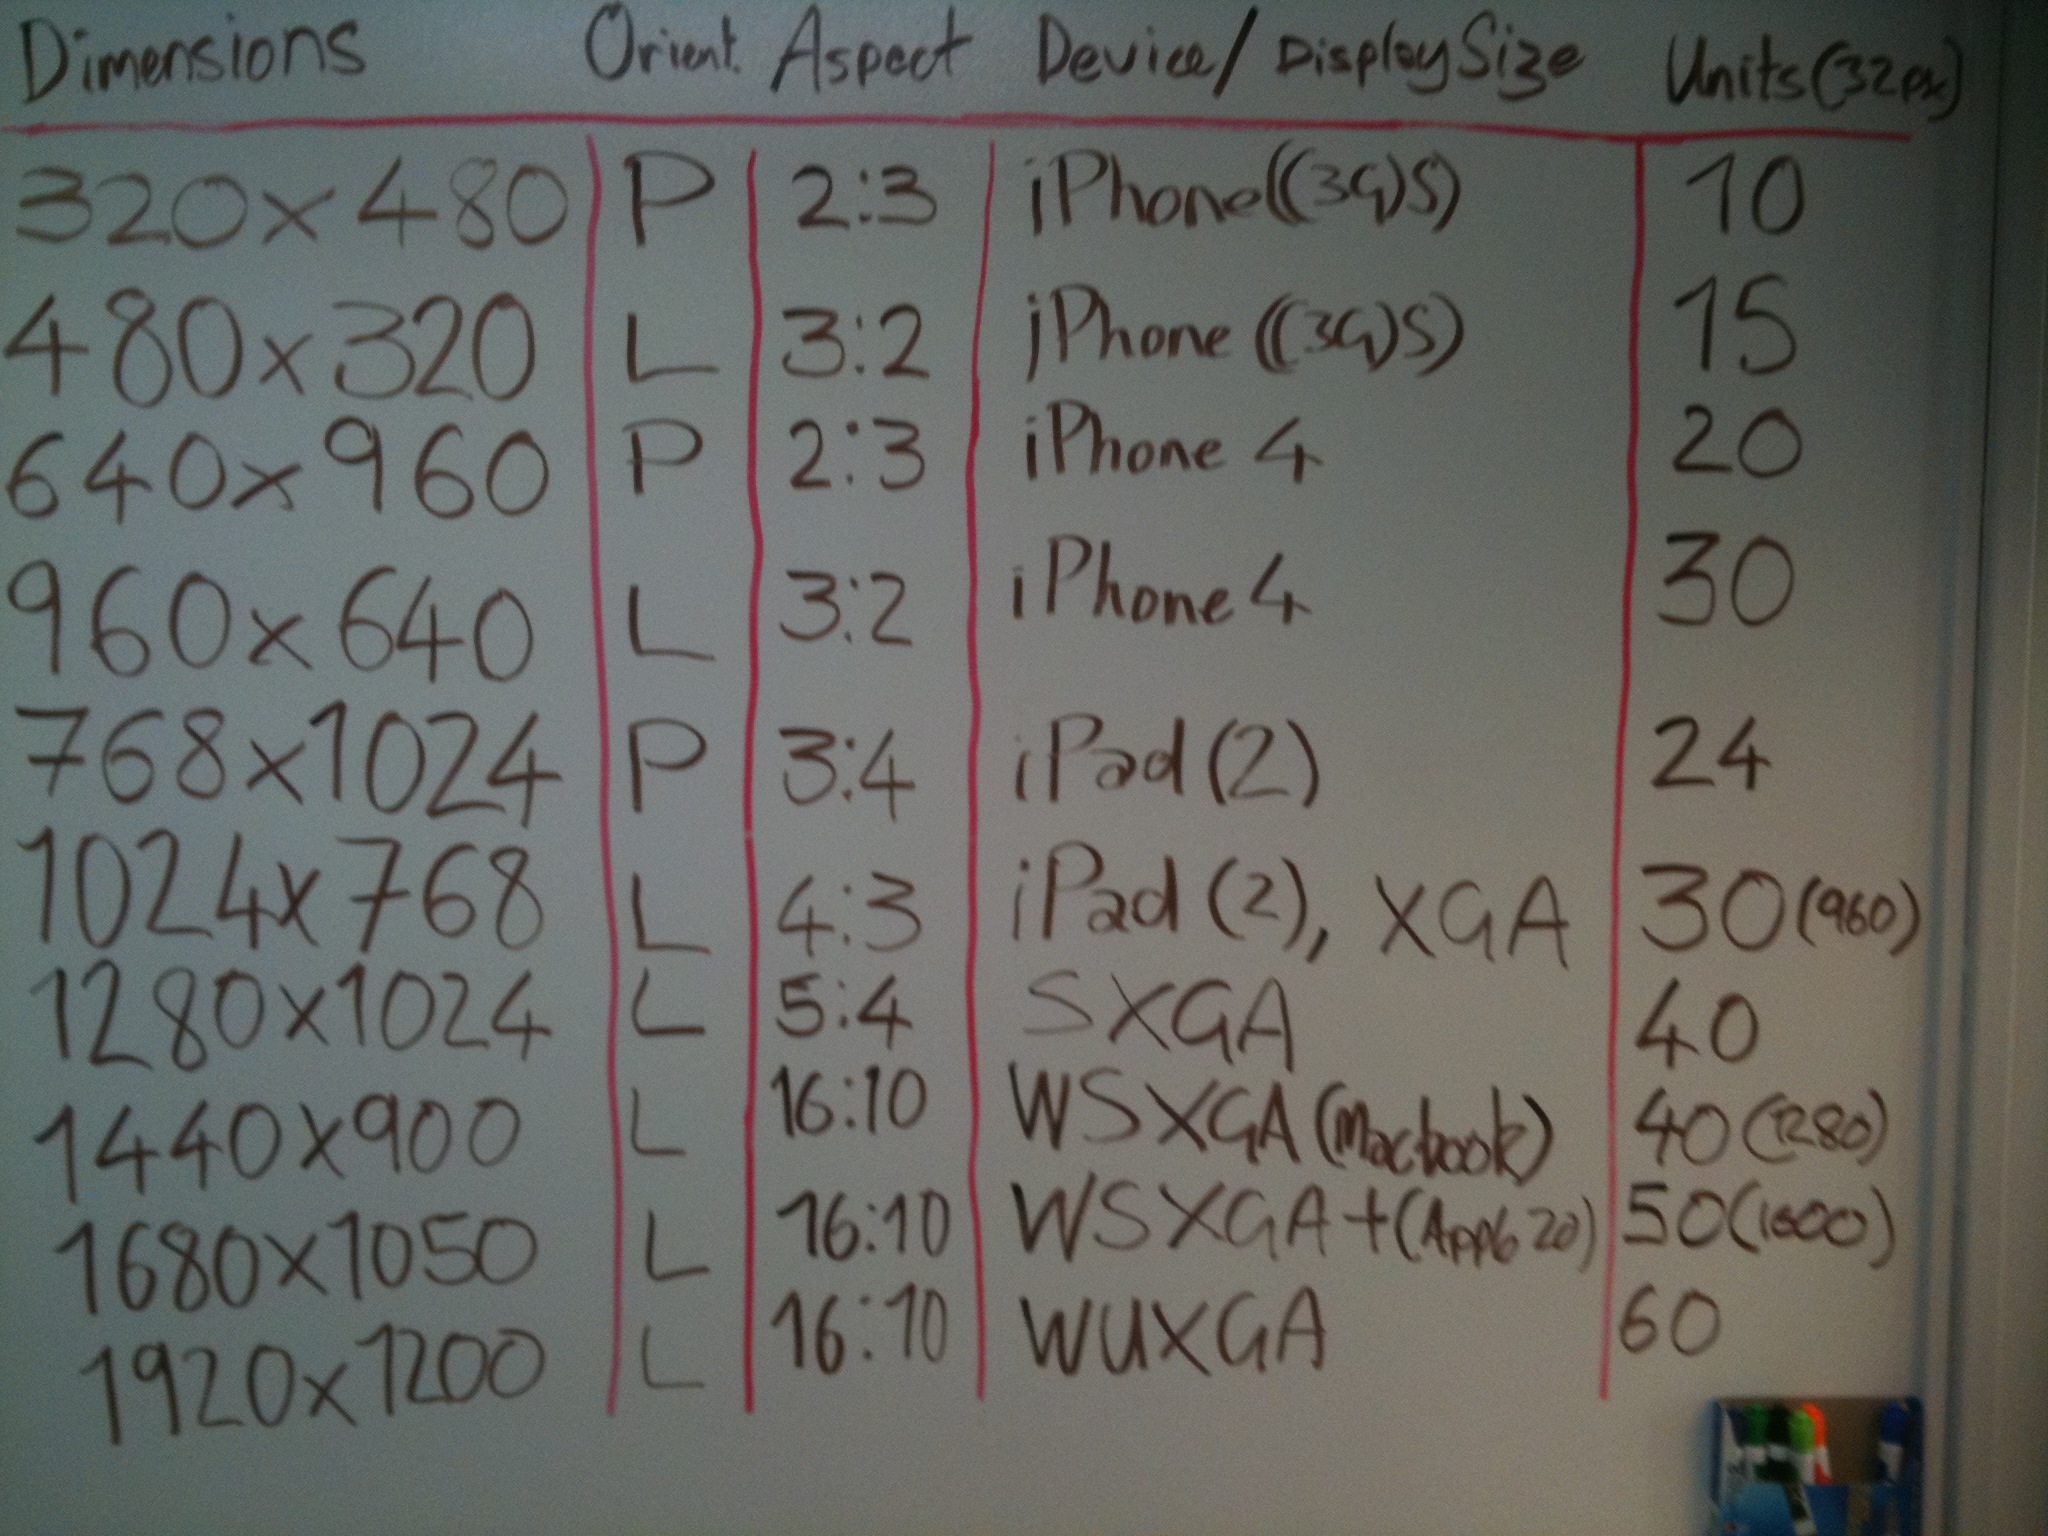 Dimensions Orient. Aspect Device/DisplaySize Units(32px)
320x480 P 2:3 iPhone((3G)S) 10
480x320 L 3:2 iPhone((3G)S) 15
640x960 P 2:3 iPhone 4 20
960x640 L 3:2 iPhone 4 30
768x1024 P 3:4 iPad (2) 24
1024x768 L 4:3 iPad (2), XGA 30(960)
1280x1024 L 5:4 SXGA 40
1440x900 L 16:10 WSXGA (Macbook) 40(1280)
1680x1050 L 16:10 WSXGA+(Apple 20) 50(1600)
1920x1200 L 16:10 WUXGA 60